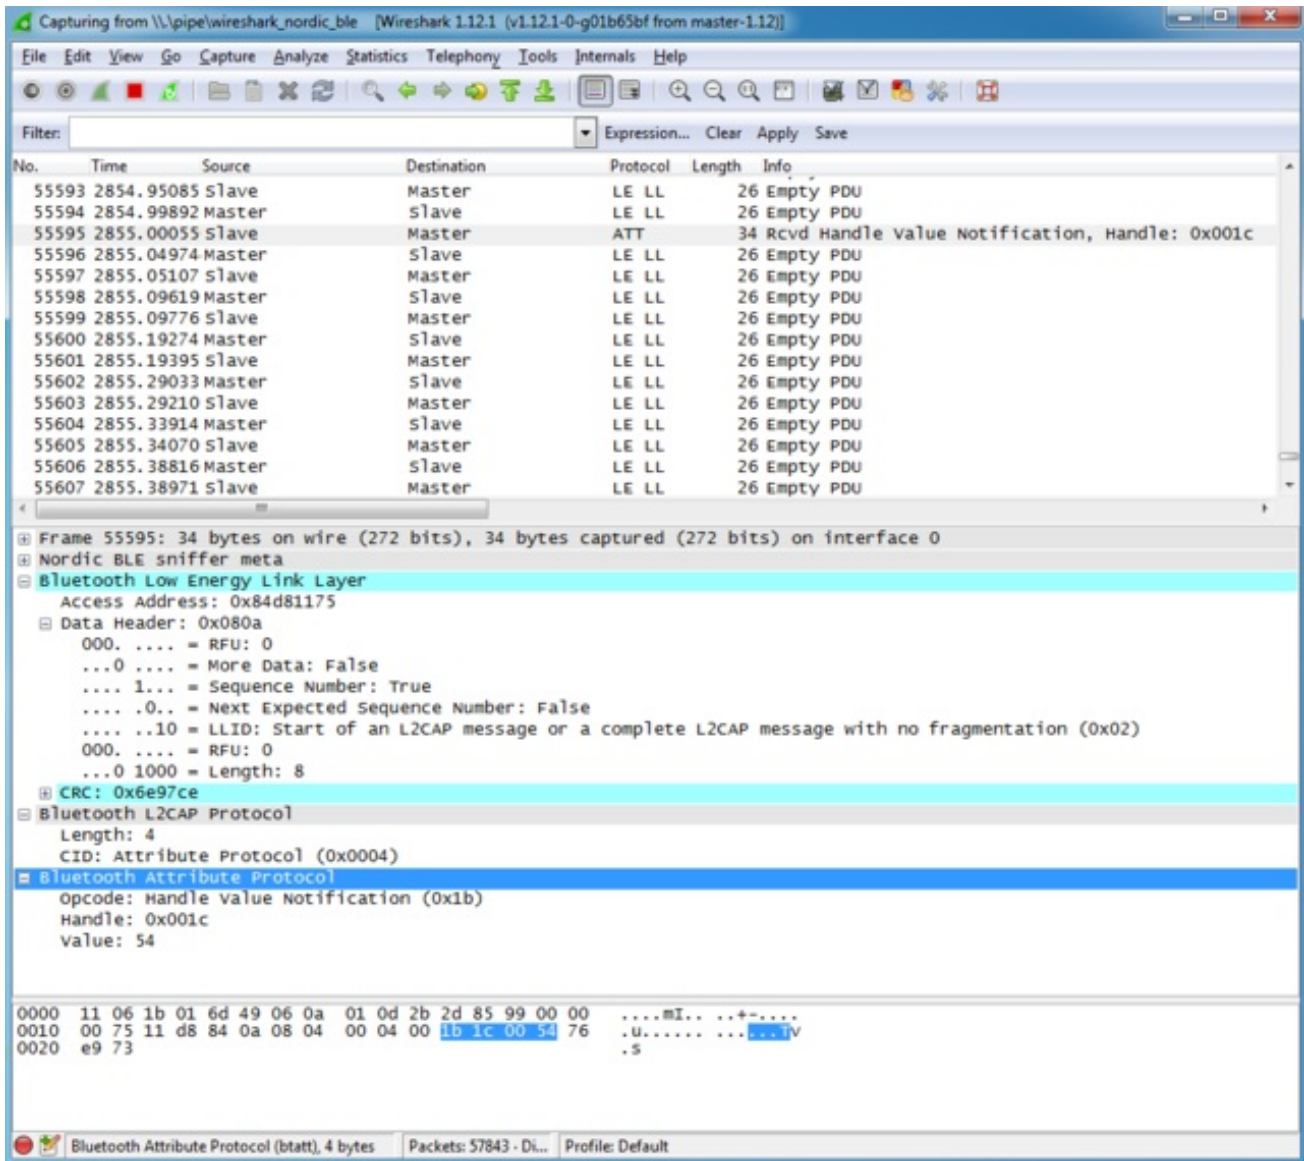 Capturing from \\.\pipe\wireshark_nordic_ble [Wireshark 1.12.1 (v1.12.1-0-g01b65bf from master-1.12)]
File Edit View Go Capture Analyze Statistics Telephony Tools Internals Help
Filter: Expression... Clear Apply Save
No. Time Source Destination Protocol Length Info
55593 2854.95085 Slave Master LE LL 26 Empty PDU
55594 2854.99892 Master Slave LE LL 26 Empty PDU
55595 2855.00055 Slave Master ATT 34 Rcvd Handle Value Notification, Handle: 0x001c
55596 2855.04974 Master Slave LE LL 26 Empty PDU
55597 2855.05107 Slave Master LE LL 26 Empty PDU
55598 2855.09619 Master Slave LE LL 26 Empty PDU
55599 2855.09776 Slave Master LE LL 26 Empty PDU
55600 2855.19274 Master Slave LE LL 26 Empty PDU
55601 2855.19395 Slave Master LE LL 26 Empty PDU
55602 2855.29033 Master Slave LE LL 26 Empty PDU
55603 2855.29210 Slave Master LE LL 26 Empty PDU
55604 2855.33914 Master Slave LE LL 26 Empty PDU
55605 2855.34070 Slave Master LE LL 26 Empty PDU
55606 2855.38816 Master Slave LE LL 26 Empty PDU
55607 2855.38971 Slave Master LE LL 26 Empty PDU
Frame 55595: 34 bytes on wire (272 bits), 34 bytes captured (272 bits) on interface 0
Nordic BLE sniffer meta
Bluetooth Low Energy Link Layer
Access Address: 0x84d81175
Data Header: 0x080a
000. .... = RFU: 0
...0 .... = More Data: False
.... 1... = Sequence Number: True
.... .0.. = Next Expected Sequence Number: False
.... ..10 = LLID: Start of an L2CAP message or a complete L2CAP message with no fragmentation (0x02)
000. .... = RFU: 0
...0 1000 = Length: 8
CRC: 0x6e97ce
Bluetooth L2CAP Protocol
Length: 4
CID: Attribute Protocol (0x0004)
Bluetooth Attribute Protocol
Opcode: Handle Value Notification (0x1b)
Handle: 0x001c
Value: 54
0000 11 06 1b 01 6d 49 06 0a 01 0d 2b 2d 85 99 00 00 ....mI.. ..+-....
0010 00 75 11 d8 84 0a 08 04 00 04 00 1b 1c 00 54 76 .u...... ......Tv
0020 e9 73 .s
Bluetooth Attribute Protocol (btatt), 4 bytes Packets: 57843 · Di... Profile: Default